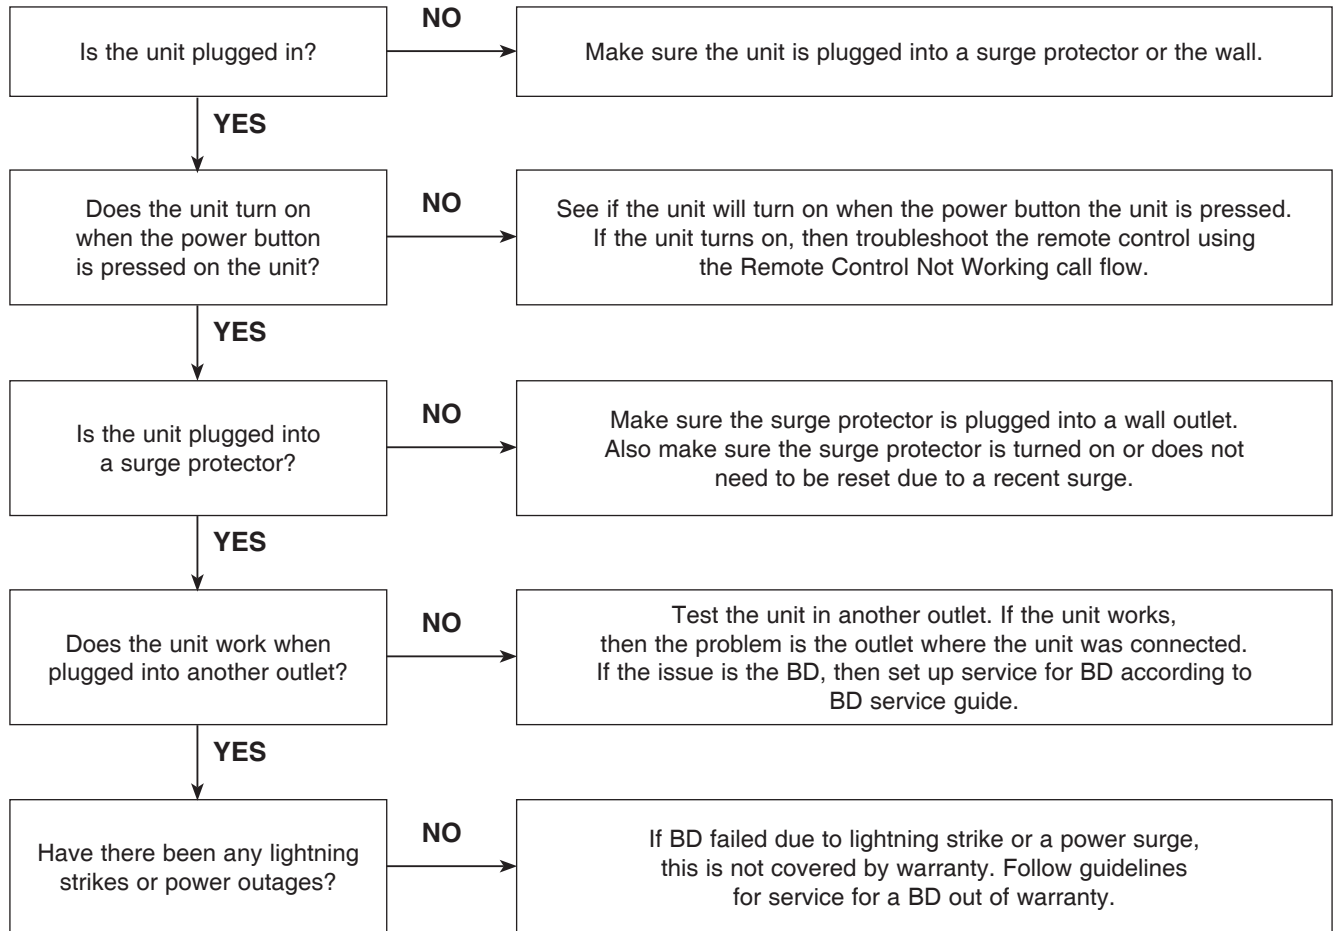 Is the unit plugged in?
NO
Make sure the unit is plugged into a surge protector or the wall.
YES
Does the unit turn on
when the power button
is pressed on the unit?
NO
See if the unit will turn on when the power button the unit is pressed.
If the unit turns on, then troubleshoot the remote control using
the Remote Control Not Working call flow.
YES
Is the unit plugged into
a surge protector?
NO
Make sure the surge protector is plugged into a wall outlet.
Also make sure the surge protector is turned on or does not
need to be reset due to a recent surge.
YES
Does the unit work when
plugged into another outlet?
NO
Test the unit in another outlet. If the unit works,
then the problem is the outlet where the unit was connected.
If the issue is the BD, then set up service for BD according to
BD service guide.
YES
Have there been any lightning
strikes or power outages?
NO
If BD failed due to lightning strike or a power surge,
this is not covered by warranty. Follow guidelines
for service for a BD out of warranty.